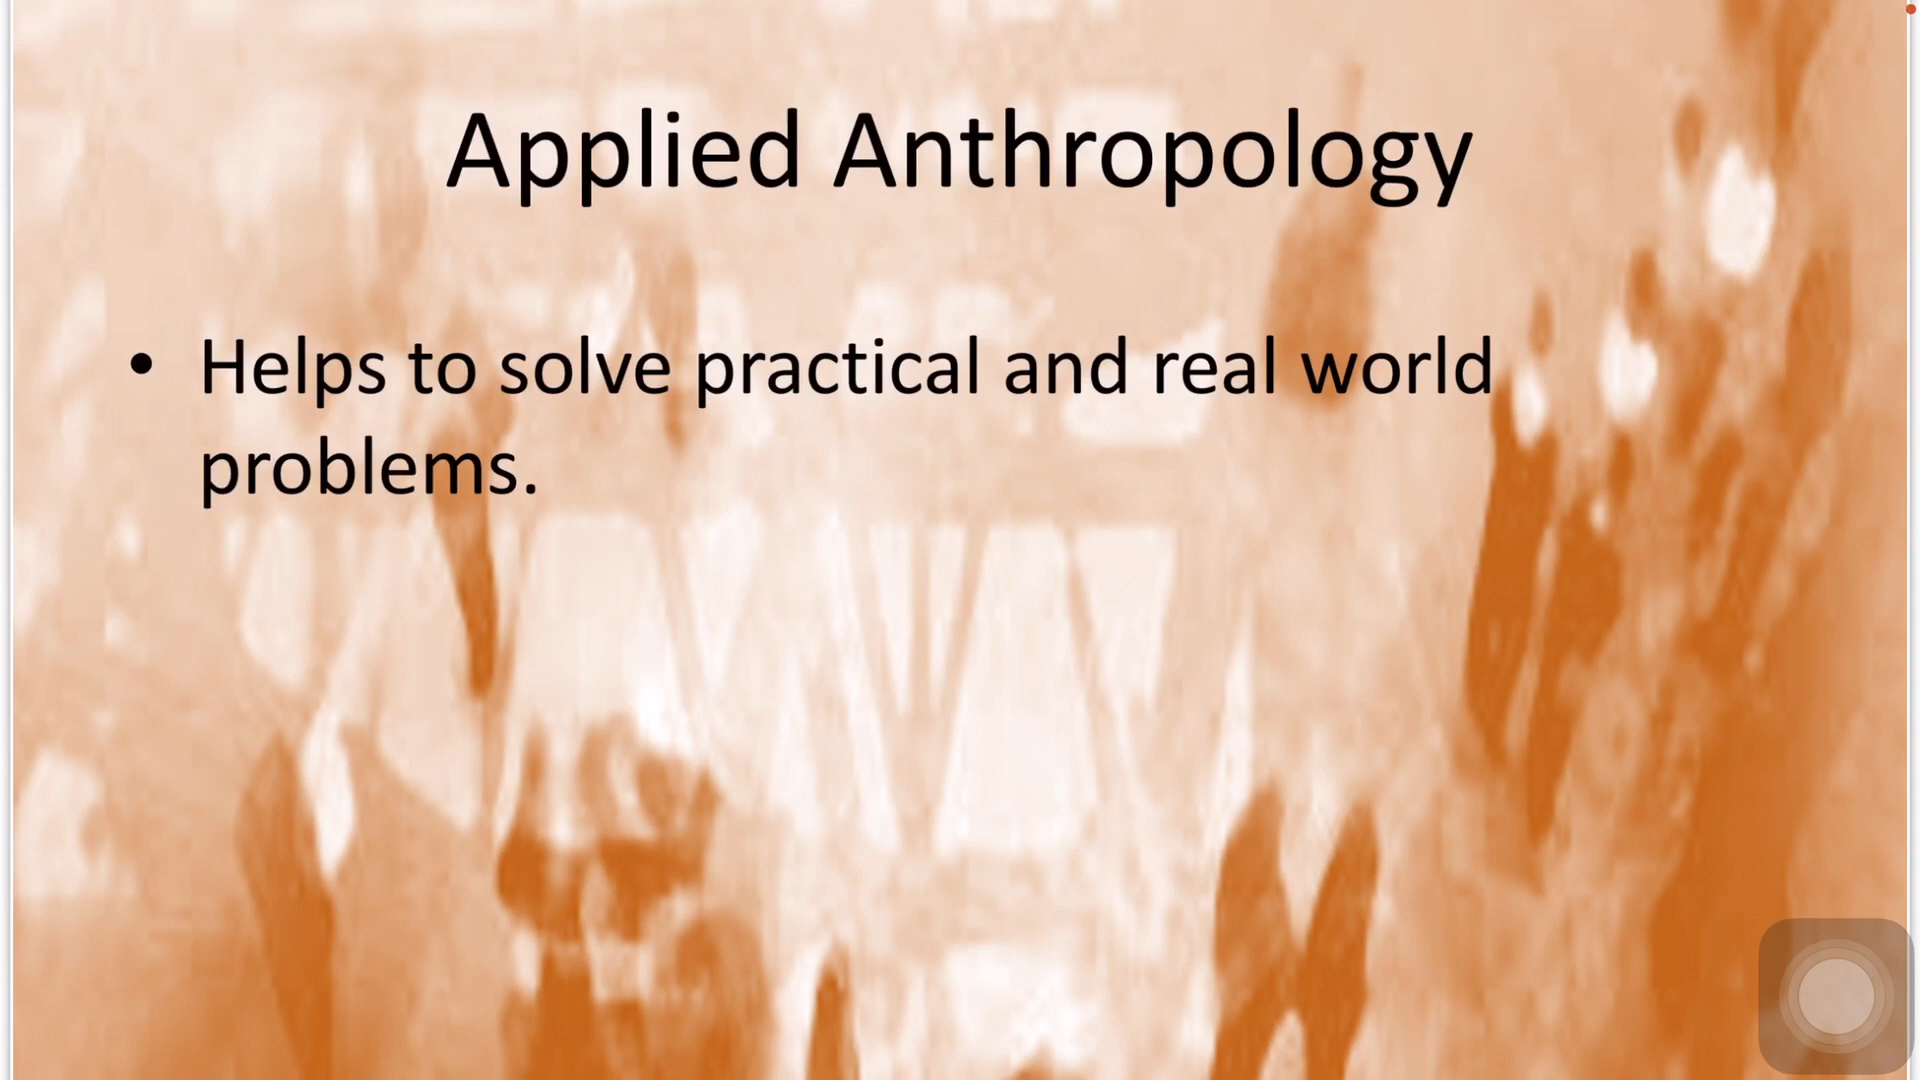 Applied Anthropology
• Helps to solve practical and real world
problems.